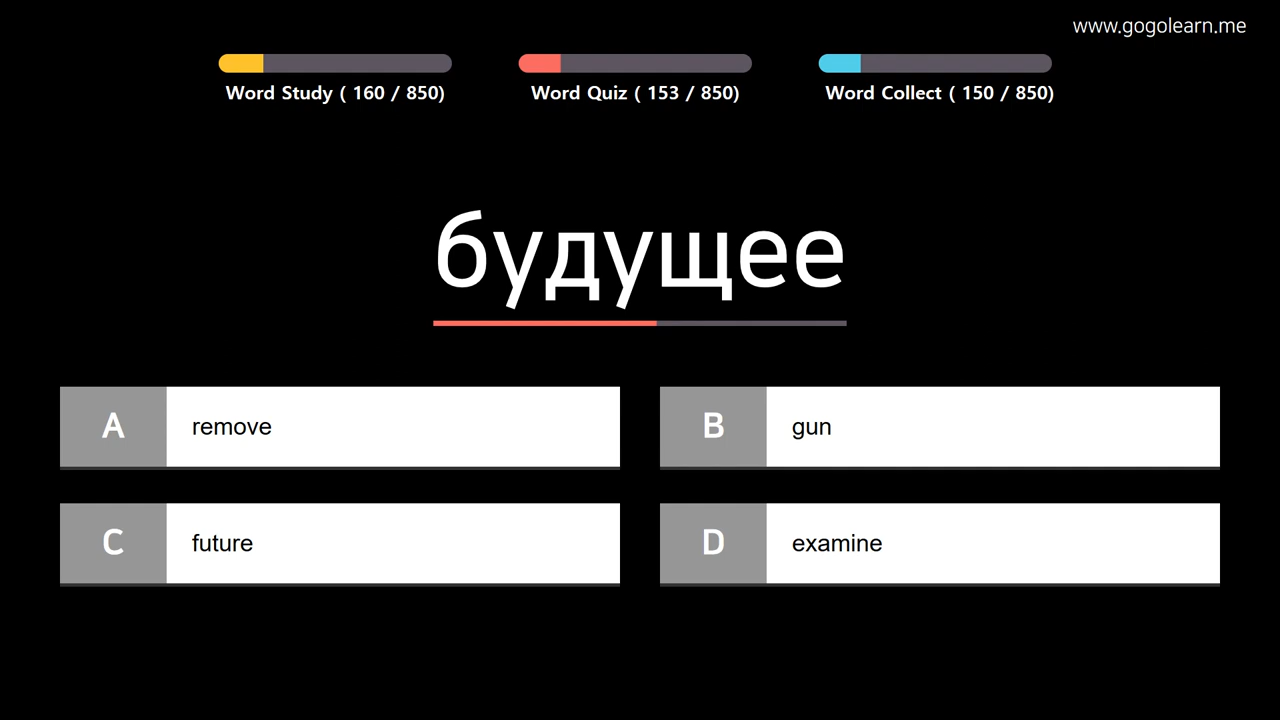 www.gogolearn.me
Word Study ( 160 / 850)
Word Quiz ( 153 / 850)
Word Collect ( 150 / 850)
будущее
A remove
B gun
C future
D examine